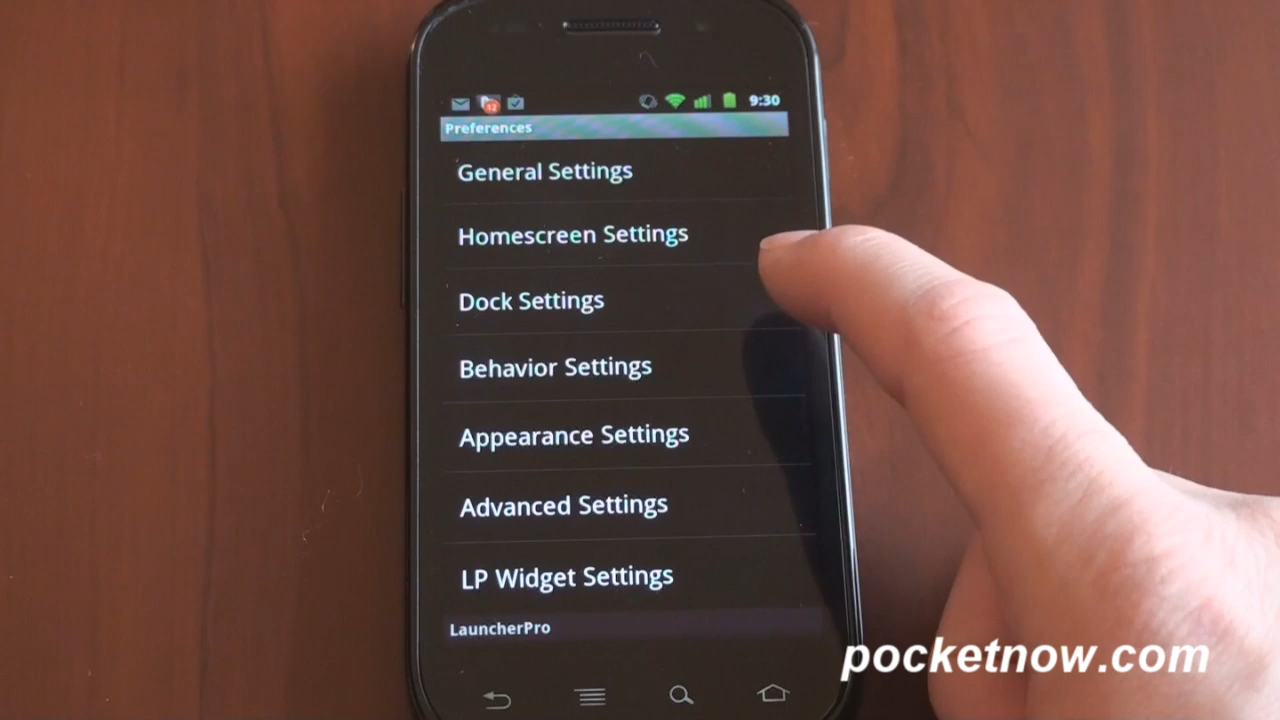 12
9:30
Preferences
General Settings
Homescreen Settings
Dock Settings
Behavior Settings
Appearance Settings
Advanced Settings
LP Widget Settings
LauncherPro
pocketnow.com